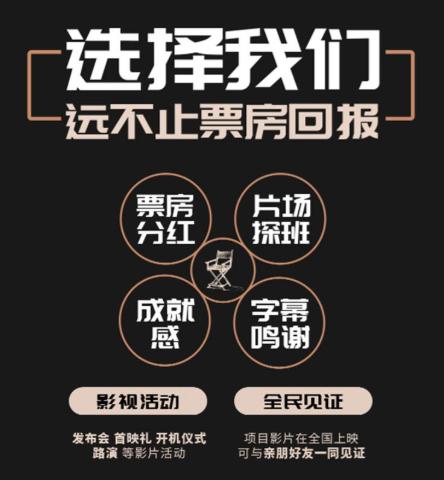 选择我们
远不止票房回报
票房
分红
片场
探班
成就
感
字幕
鸣谢
影视活动
全民见证
发布会 首映礼 开机仪式
路演 等影片活动
项目影片在全国上映
可与亲朋好友一同见证